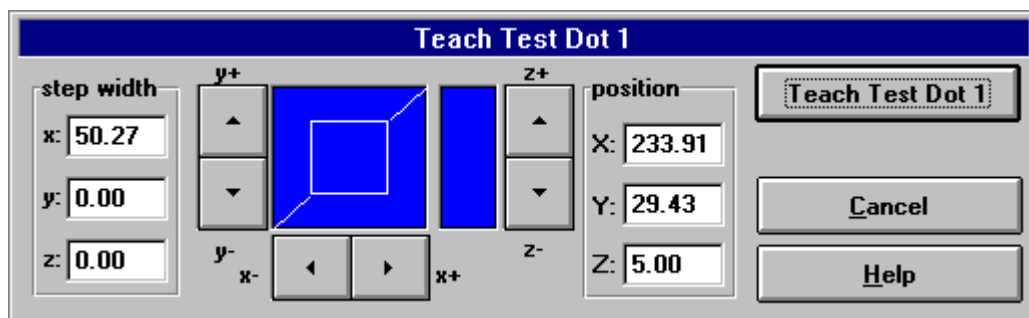 Teach Test Dot 1
step width
x: 50.27
y: 0.00
z: 0.00
y+
y-
x-
x+
z+
z-
position
X: 233.91
Y: 29.43
Z: 5.00
Teach Test Dot 1
Cancel
Help